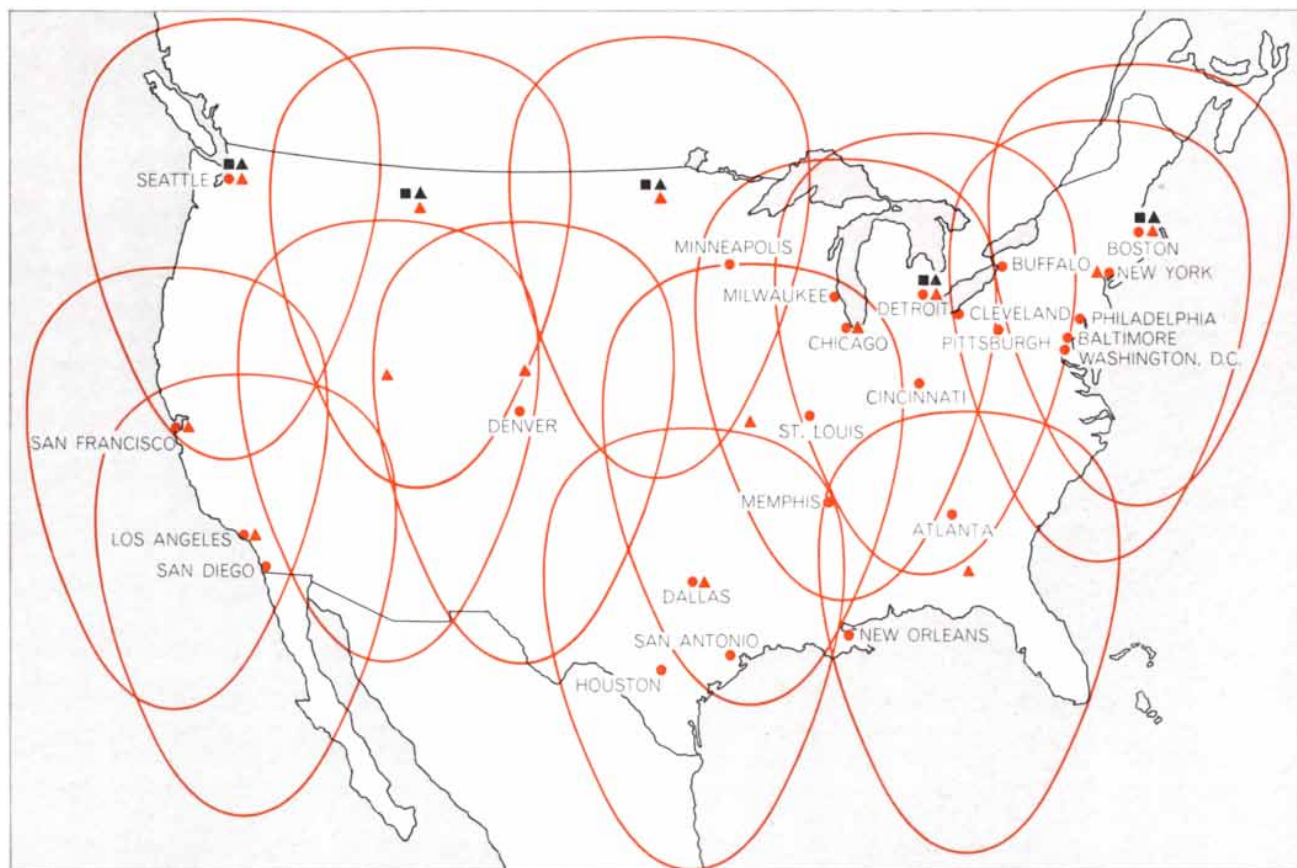 SEATTLE
MINNEAPOLIS
BOSTON
BUFFALO
NEW YORK
MILWAUKEE
DETROIT
CLEVELAND
PHILADELPHIA
CHICAGO
PITTSBURGH
BALTIMORE
WASHINGTON, D.C.
CINCINNATI
SAN FRANCISCO
DENVER
ST. LOUIS
MEMPHIS
ATLANTA
LOS ANGELES
SAN DIEGO
DALLAS
SAN ANTONIO
NEW ORLEANS
HOUSTON